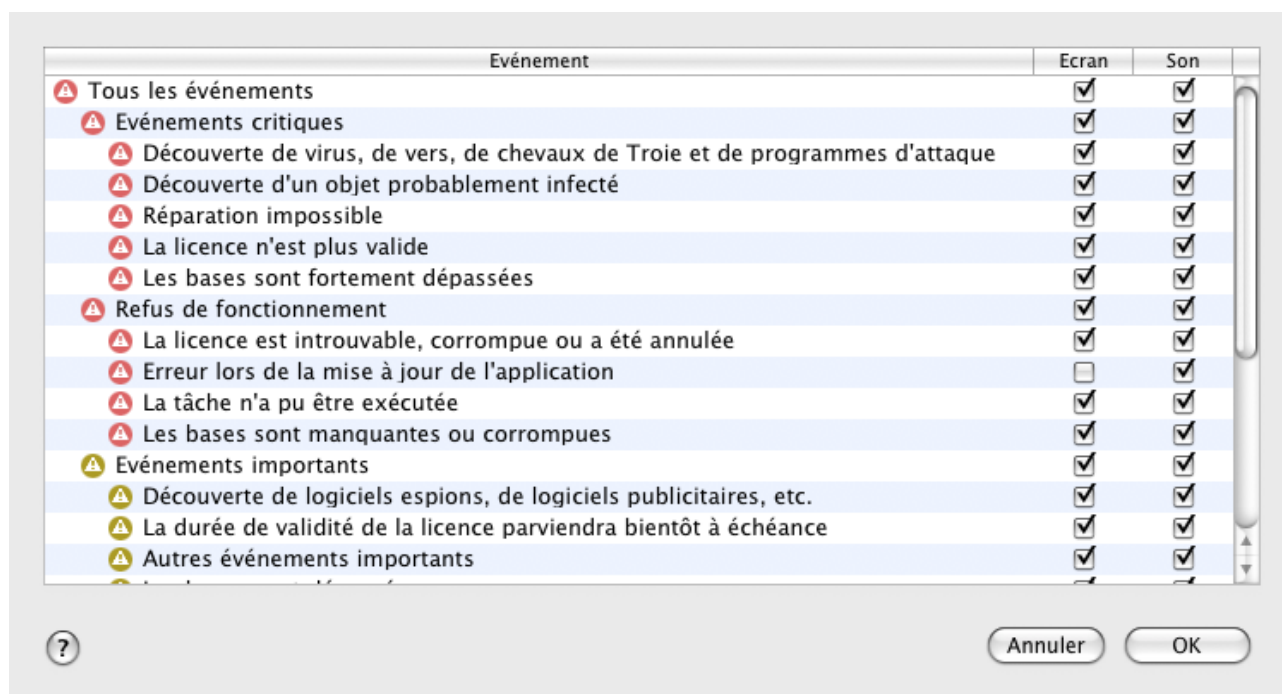 Evénement Ecran Son
Tous les événements
Evénements critiques
Découverte de virus, de vers, de chevaux de Troie et de programmes d'attaque
Découverte d'un objet probablement infecté
Réparation impossible
La licence n'est plus valide
Les bases sont fortement dépassées
Refus de fonctionnement
La licence est introuvable, corrompue ou a été annulée
Erreur lors de la mise à jour de l'application
La tâche n'a pu être exécutée
Les bases sont manquantes ou corrompues
Evénements importants
Découverte de logiciels espions, de logiciels publicitaires, etc.
La durée de validité de la licence parviendra bientôt à échéance
Autres événements importants
? Annuler OK